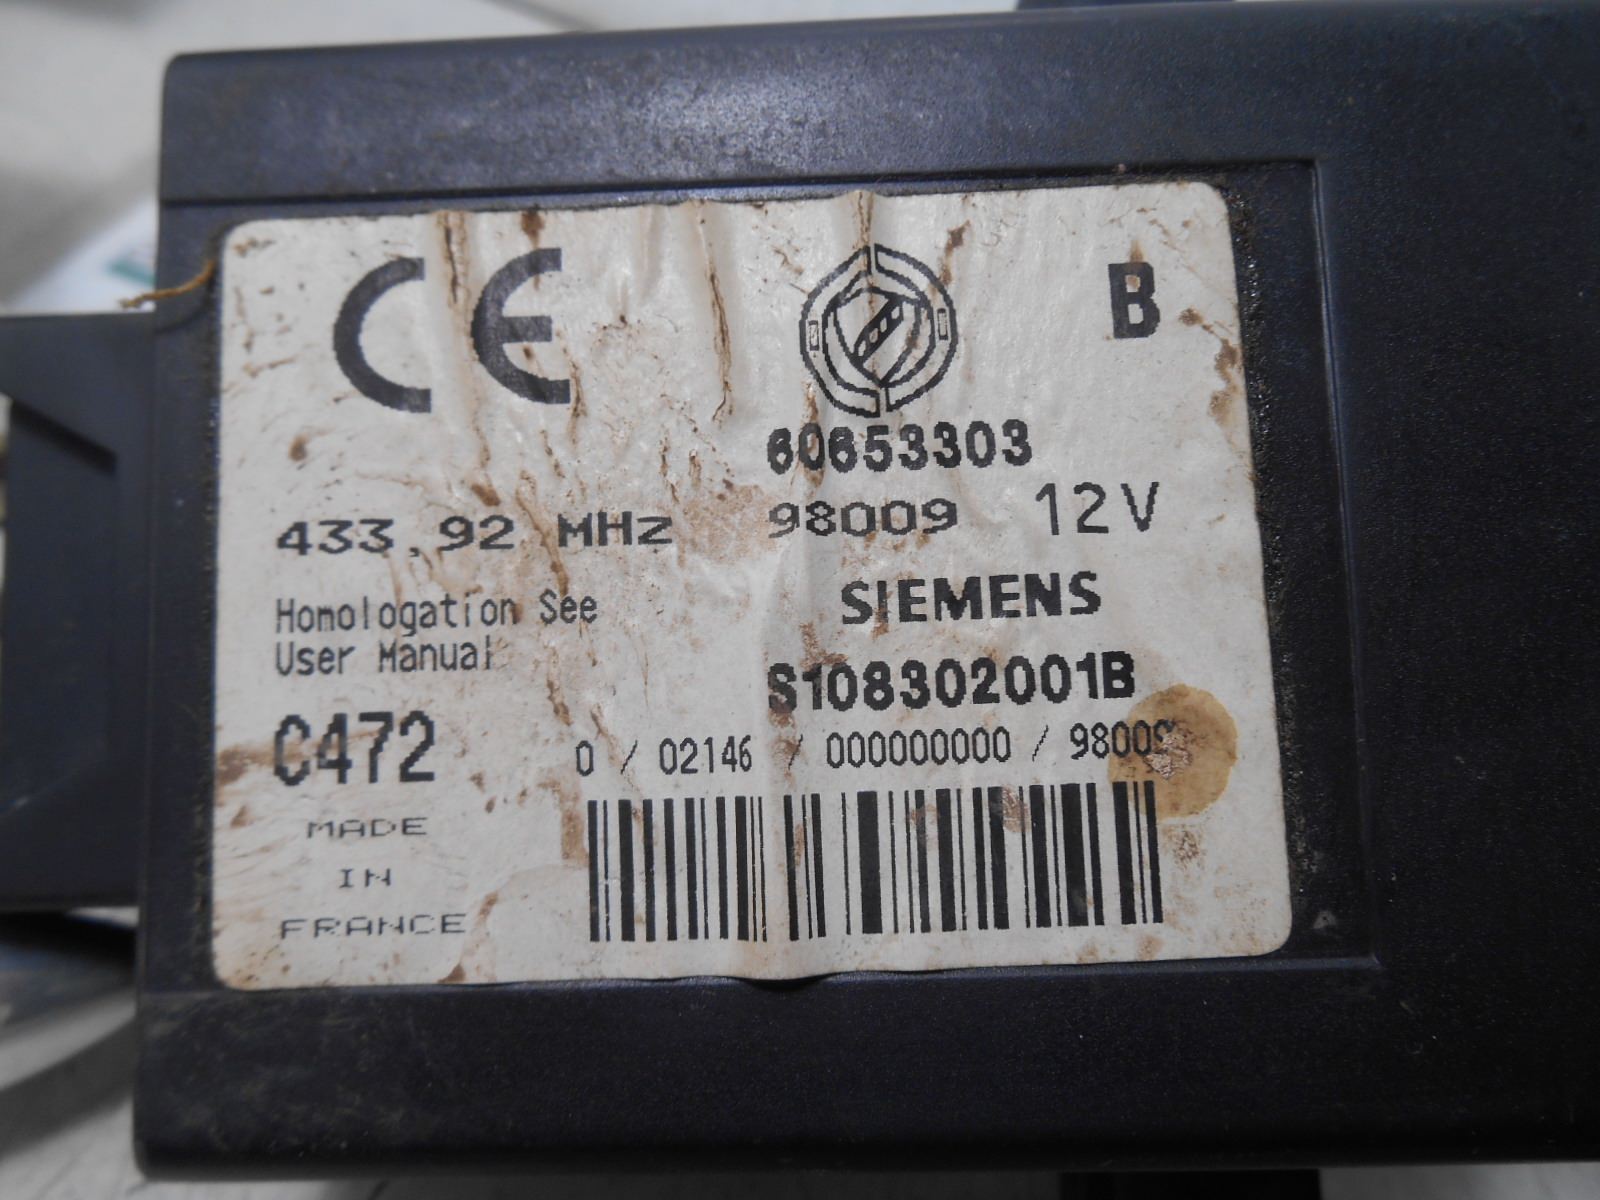 CE
B
60653303
433.92 MHz 98009 12V
Homologation See
User Manual
SIEMENS
S108302001B
C472
0 / 02146 / 000000000 / 98009
MADE
IN
FRANCE